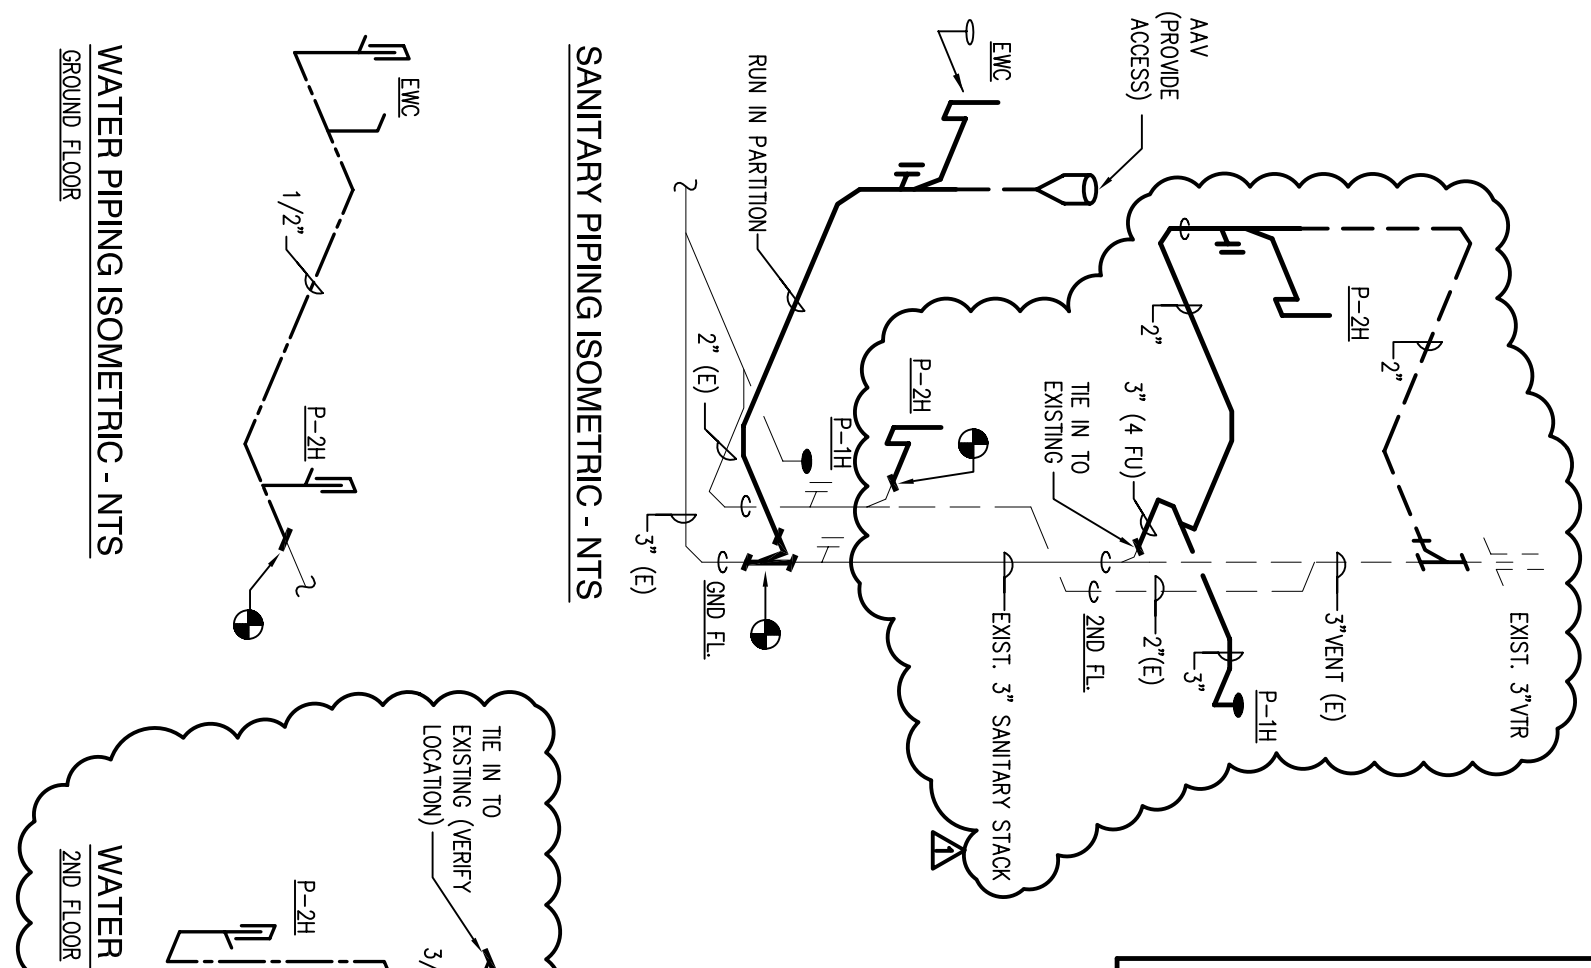 AAV
(PROVIDE
ACCESS)
EWC
RUN IN PARTITION
P-2H
2"
2"
EXIST. 3"VTR
3"VENT (E)
P-1H
3"
2"(E)
2ND FL.
3" (4 FU)
TIE IN TO
EXISTING
P-2H
EXIST. 3" SANITARY STACK
1
P-1H
2" (E)
3" (E)
GND FL.
SANITARY PIPING ISOMETRIC - NTS
EWC
1/2"
P-2H
WATER PIPING ISOMETRIC - NTS
GROUND FLOOR
TIE IN TO
EXISTING (VERIFY
LOCATION)
3/
P-2H
WATER
2ND FLOOR